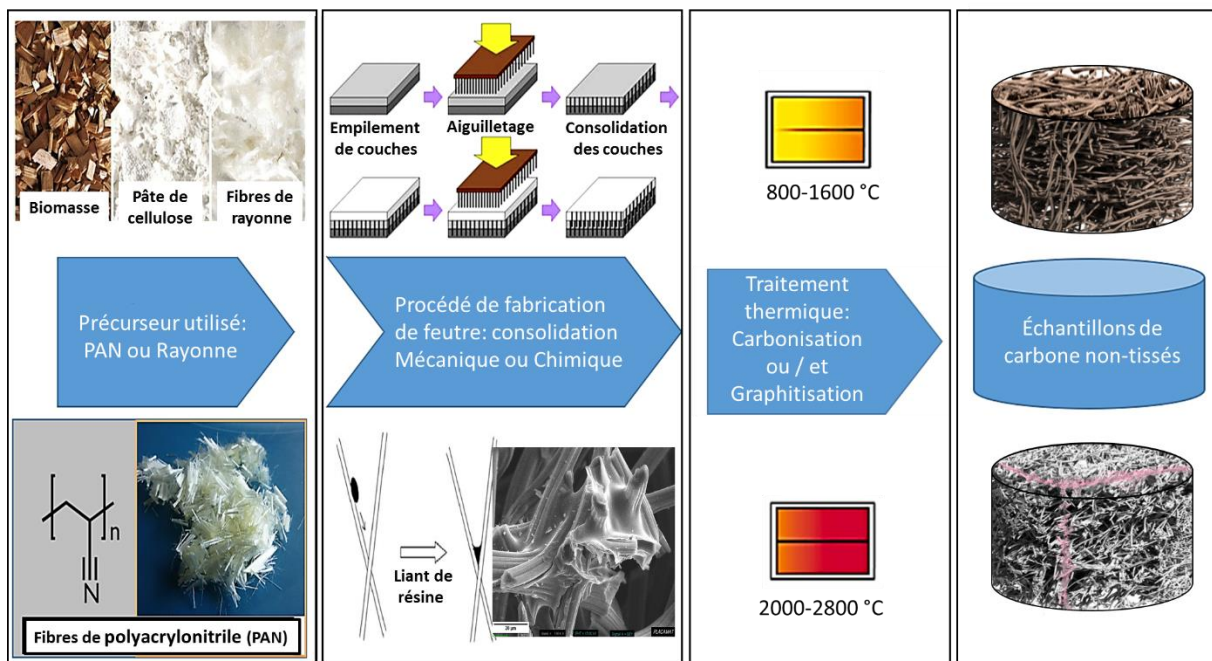 Biomasse
Pâte de
cellulose
Fibres de
rayonne
Précurseur utilisé:
PAN ou Rayonne
n
N
Fibres de polyacrylonitrile (PAN)
Empilement
de couches
Aiguilletage
Consolidation
des couches
Procédé de fabrication
de feutre: consolidation
Mécanique ou Chimique
Liant de
résine
800-1600 °C
Traitement
thermique:
Carbonisation
ou / et
Graphitisation
2000-2800 °C
Échantillons de
carbone non-tissés